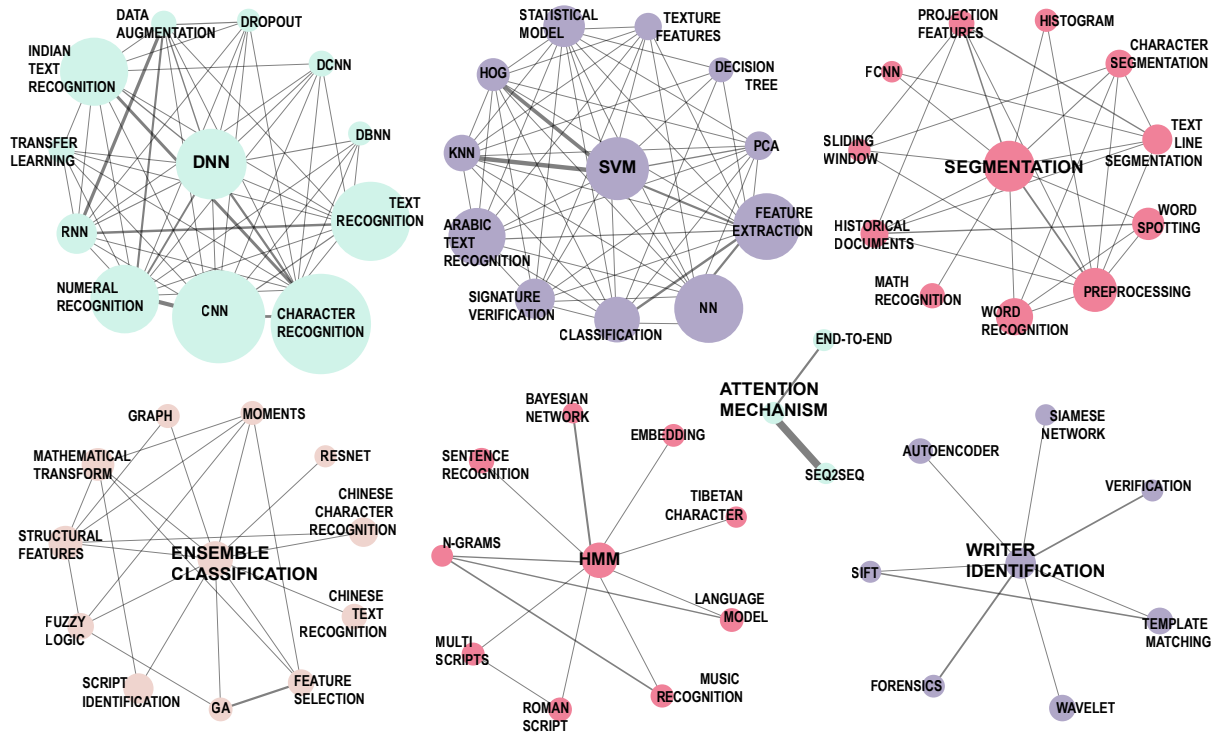 DATA
AUGMENTATION
DROPOUT
INDIAN
TEXT
RECOGNITION
DCNN
DBNN
TRANSFER
LEARNING
DNN
TEXT
RECOGNITION
RNN
NUMERAL
RECOGNITION
CNN
CHARACTER
RECOGNITION
STATISTICAL
MODEL
TEXTURE
FEATURES
HOG
DECISION
TREE
KNN
SVM
PCA
ARABIC
TEXT
RECOGNITION
FEATURE
EXTRACTION
SIGNATURE
VERIFICATION
CLASSIFICATION
NN
PROJECTION
FEATURES
HISTOGRAM
CHARACTER
SEGMENTATION
FCNN
SLIDING
WINDOW
SEGMENTATION
TEXT
LINE
SEGMENTATION
HISTORICAL
DOCUMENTS
WORD
SPOTTING
MATH
RECOGNITION
WORD
RECOGNITION
PREPROCESSING
END-TO-END
ATTENTION
MECHANISM
SEQ2SEQ
GRAPH
MOMENTS
MATHEMATICAL
TRANSFORM
RESNET
CHINESE
CHARACTER
RECOGNITION
STRUCTURAL
FEATURES
ENSEMBLE
CLASSIFICATION
CHINESE
TEXT
RECOGNITION
FUZZY
LOGIC
SCRIPT
IDENTIFICATION
GA
FEATURE
SELECTION
BAYESIAN
NETWORK
EMBEDDING
SENTENCE
RECOGNITION
TIBETAN
CHARACTER
N-GRAMS
HMM
LANGUAGE
MODEL
MULTI
SCRIPTS
MUSIC
RECOGNITION
ROMAN
SCRIPT
SIAMESE
NETWORK
AUTOENCODER
VERIFICATION
WRITER
IDENTIFICATION
SIFT
TEMPLATE
MATCHING
FORENSICS
WAVELET